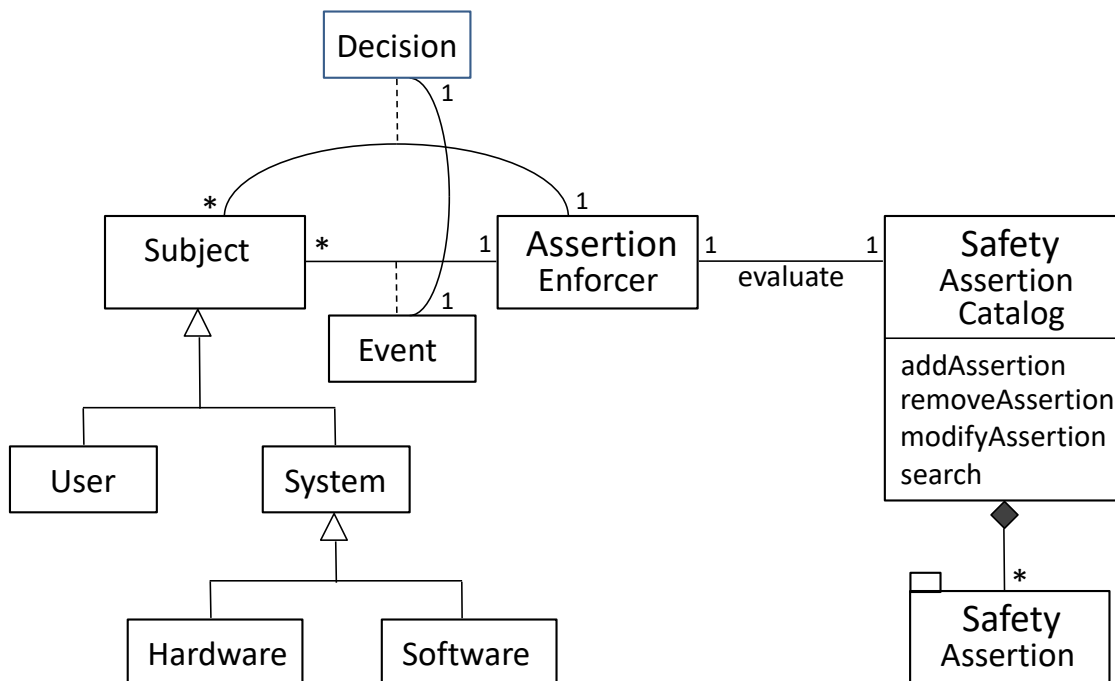 Decision
1
*
1
Subject
*
1
Assertion
Enforcer
1
evaluate
1
Safety
Assertion
Catalog
1
Event
addAssertion
removeAssertion
modifyAssertion
search
User
System
*
Hardware
Software
Safety
Assertion